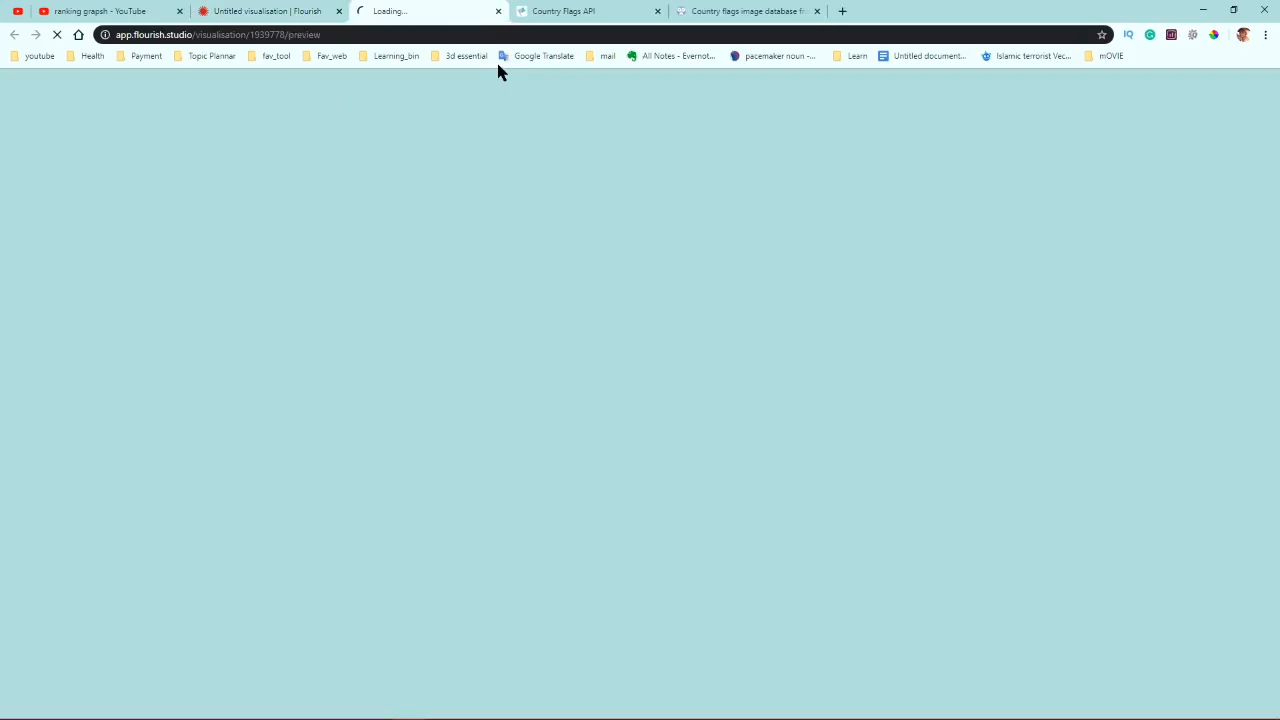 ranking grapsh - YouTube
Untitled visualisation | Flourish
Loading...
Country Flags API
Country flags image database fr
app.flourish.studio/visualisation/1939778/preview
IQ
youtube
Health
Payment
Topic Plannar
fav_tool
Fav_web
Learning_bin
3d essential
Google Translate
mail
All Notes - Evernot...
pacemaker noun -...
Learn
Untitled document...
Islamic terrorist Vec...
mOVIE